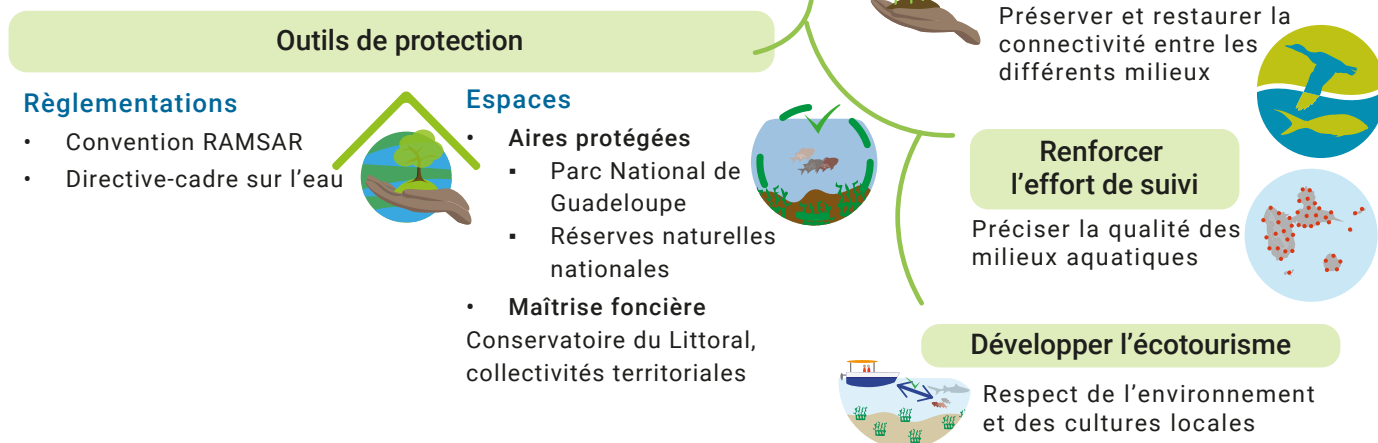 Outils de protection
Règlementations
• Convention RAMSAR
• Directive-cadre sur l'eau
Espaces
• Aires protégées
▪ Parc National de
Guadeloupe
▪ Réserves naturelles
nationales
• Maîtrise foncière
Conservatoire du Littoral,
collectivités territoriales
Préserver et restaurer la
connectivité entre les
différents milieux
Renforcer
l'effort de suivi
Préciser la qualité des
milieux aquatiques
Développer l'écotourisme
Respect de l'environnement
et des cultures locales